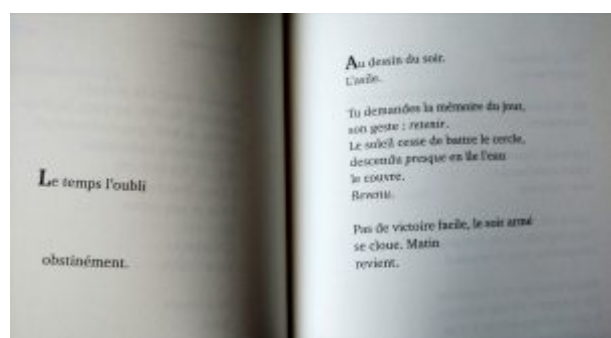 Le temps l'oubli
obstinément.
Au dessin du soir.
L'asile.
Tu demandes la mémoire du jour,
son geste : retenir.
Le soleil cesse de battre le cercle,
descendu presque en île l'eau
le couvre.
Revenu.
Pas de victoire facile, le soir armé
se cloue. Matin
revient.